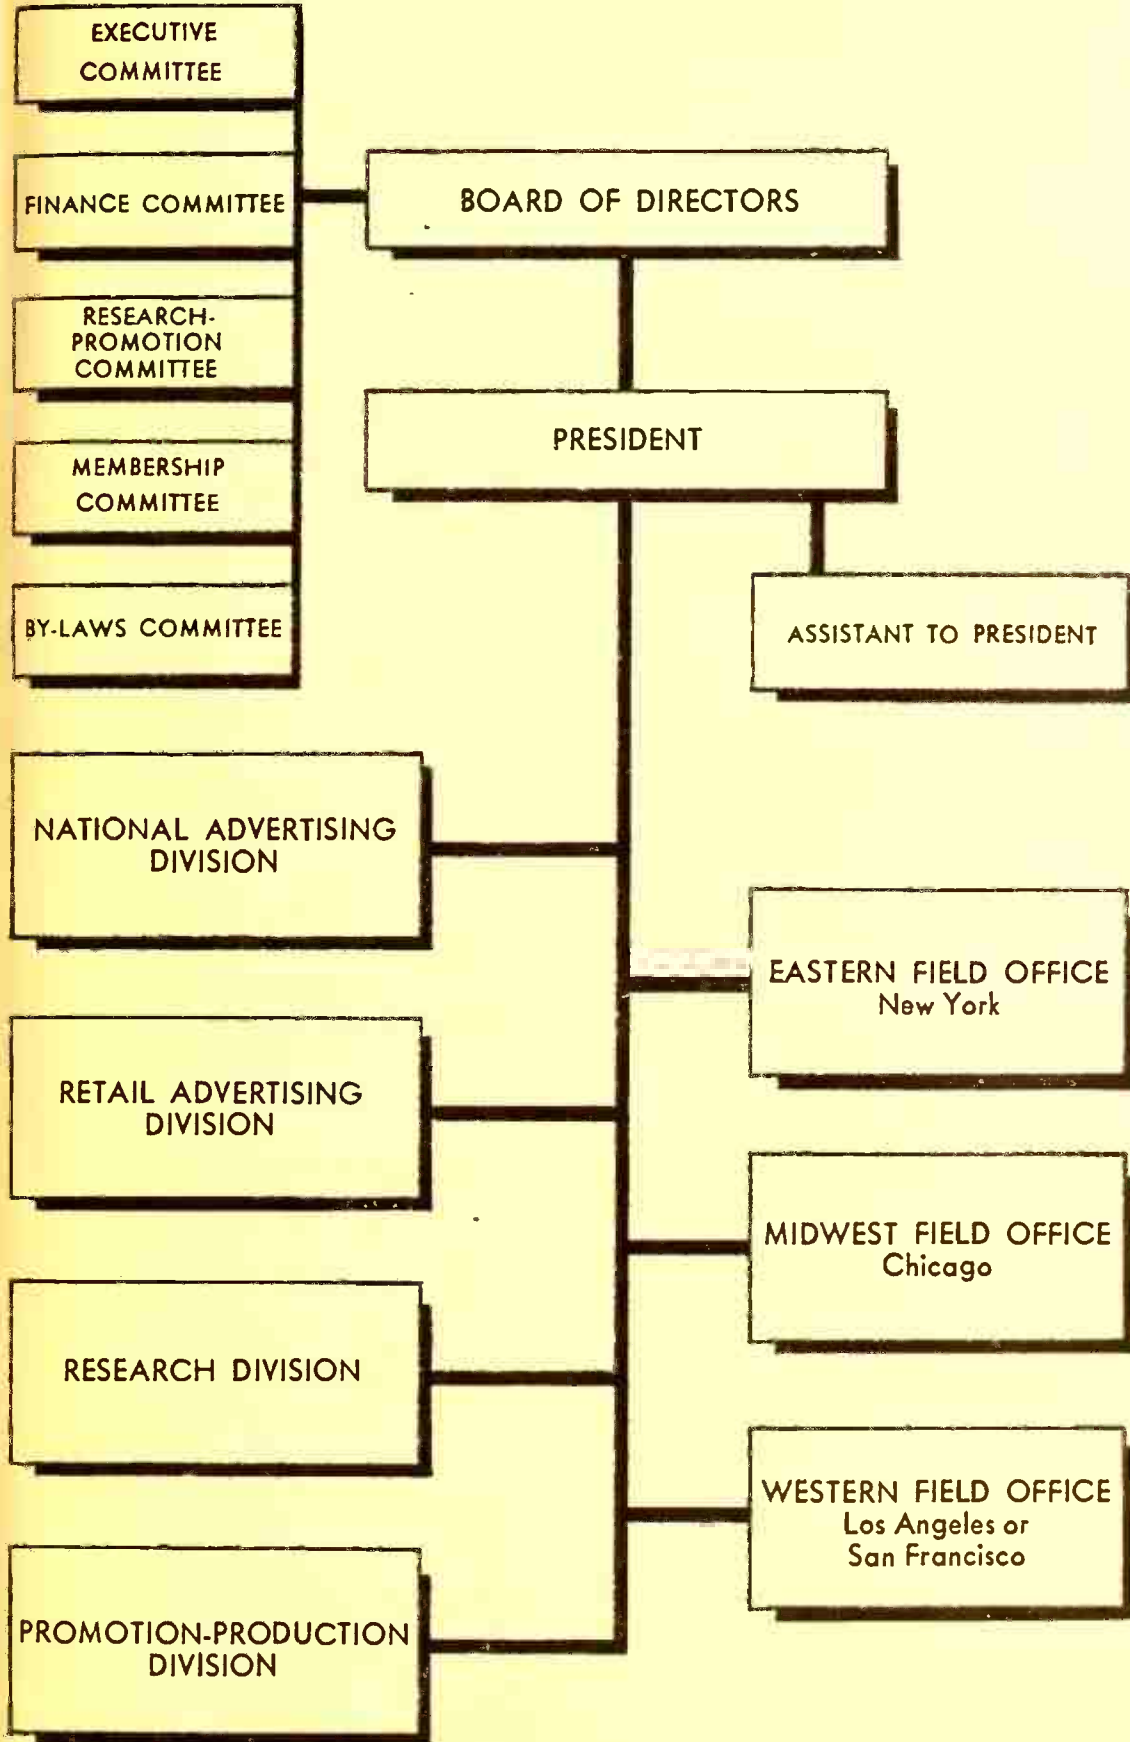 EXECUTIVE
COMMITTEE
FINANCE COMMITTEE
RESEARCH-
PROMOTION
COMMITTEE
MEMBERSHIP
COMMITTEE
BY-LAWS COMMITTEE
BOARD OF DIRECTORS
PRESIDENT
ASSISTANT TO PRESIDENT
NATIONAL ADVERTISING
DIVISION
RETAIL ADVERTISING
DIVISION
RESEARCH DIVISION
PROMOTION-PRODUCTION
DIVISION
EASTERN FIELD OFFICE
New York
MIDWEST FIELD OFFICE
Chicago
WESTERN FIELD OFFICE
Los Angeles or
San Francisco